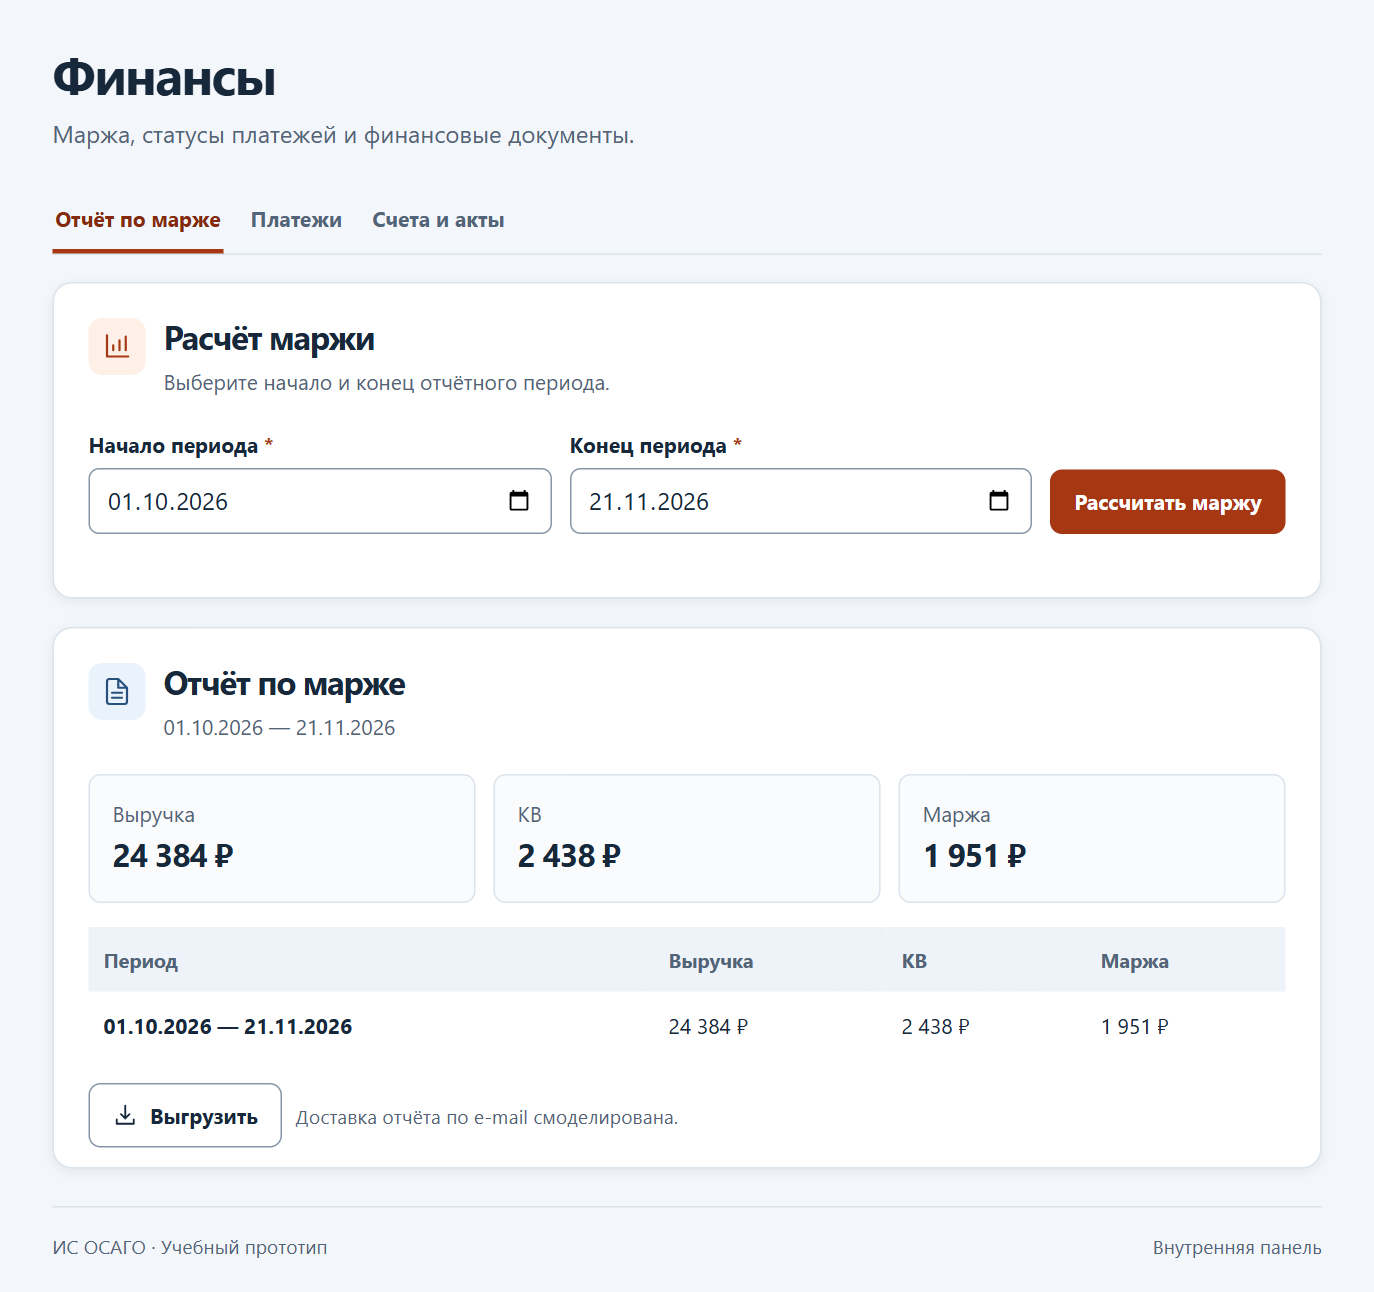 Финансы
Маржа, статусы платежей и финансовые документы.
Отчёт по марже Платежи Счета и акты
Расчёт маржи
Выберите начало и конец отчётного периода.
Начало периода * Конец периода *
01.10.2026 21.11.2026 Рассчитать маржу
Отчёт по марже
01.10.2026 — 21.11.2026
Выручка КВ Маржа
24 384 ₽ 2 438 ₽ 1 951 ₽
Период Выручка КВ Маржа
01.10.2026 — 21.11.2026 24 384 ₽ 2 438 ₽ 1 951 ₽
Выгрузить Доставка отчёта по e-mail смоделирована.
ИС ОСАГО · Учебный прототип Внутренняя панель